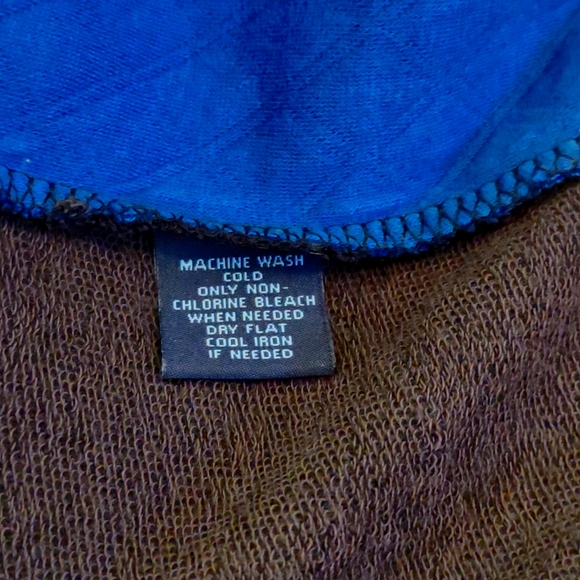 MACHINE WASH
COLD
ONLY NON-
CHLORINE BLEACH
WHEN NEEDED
DRY FLAT
COOL IRON
IF NEEDED